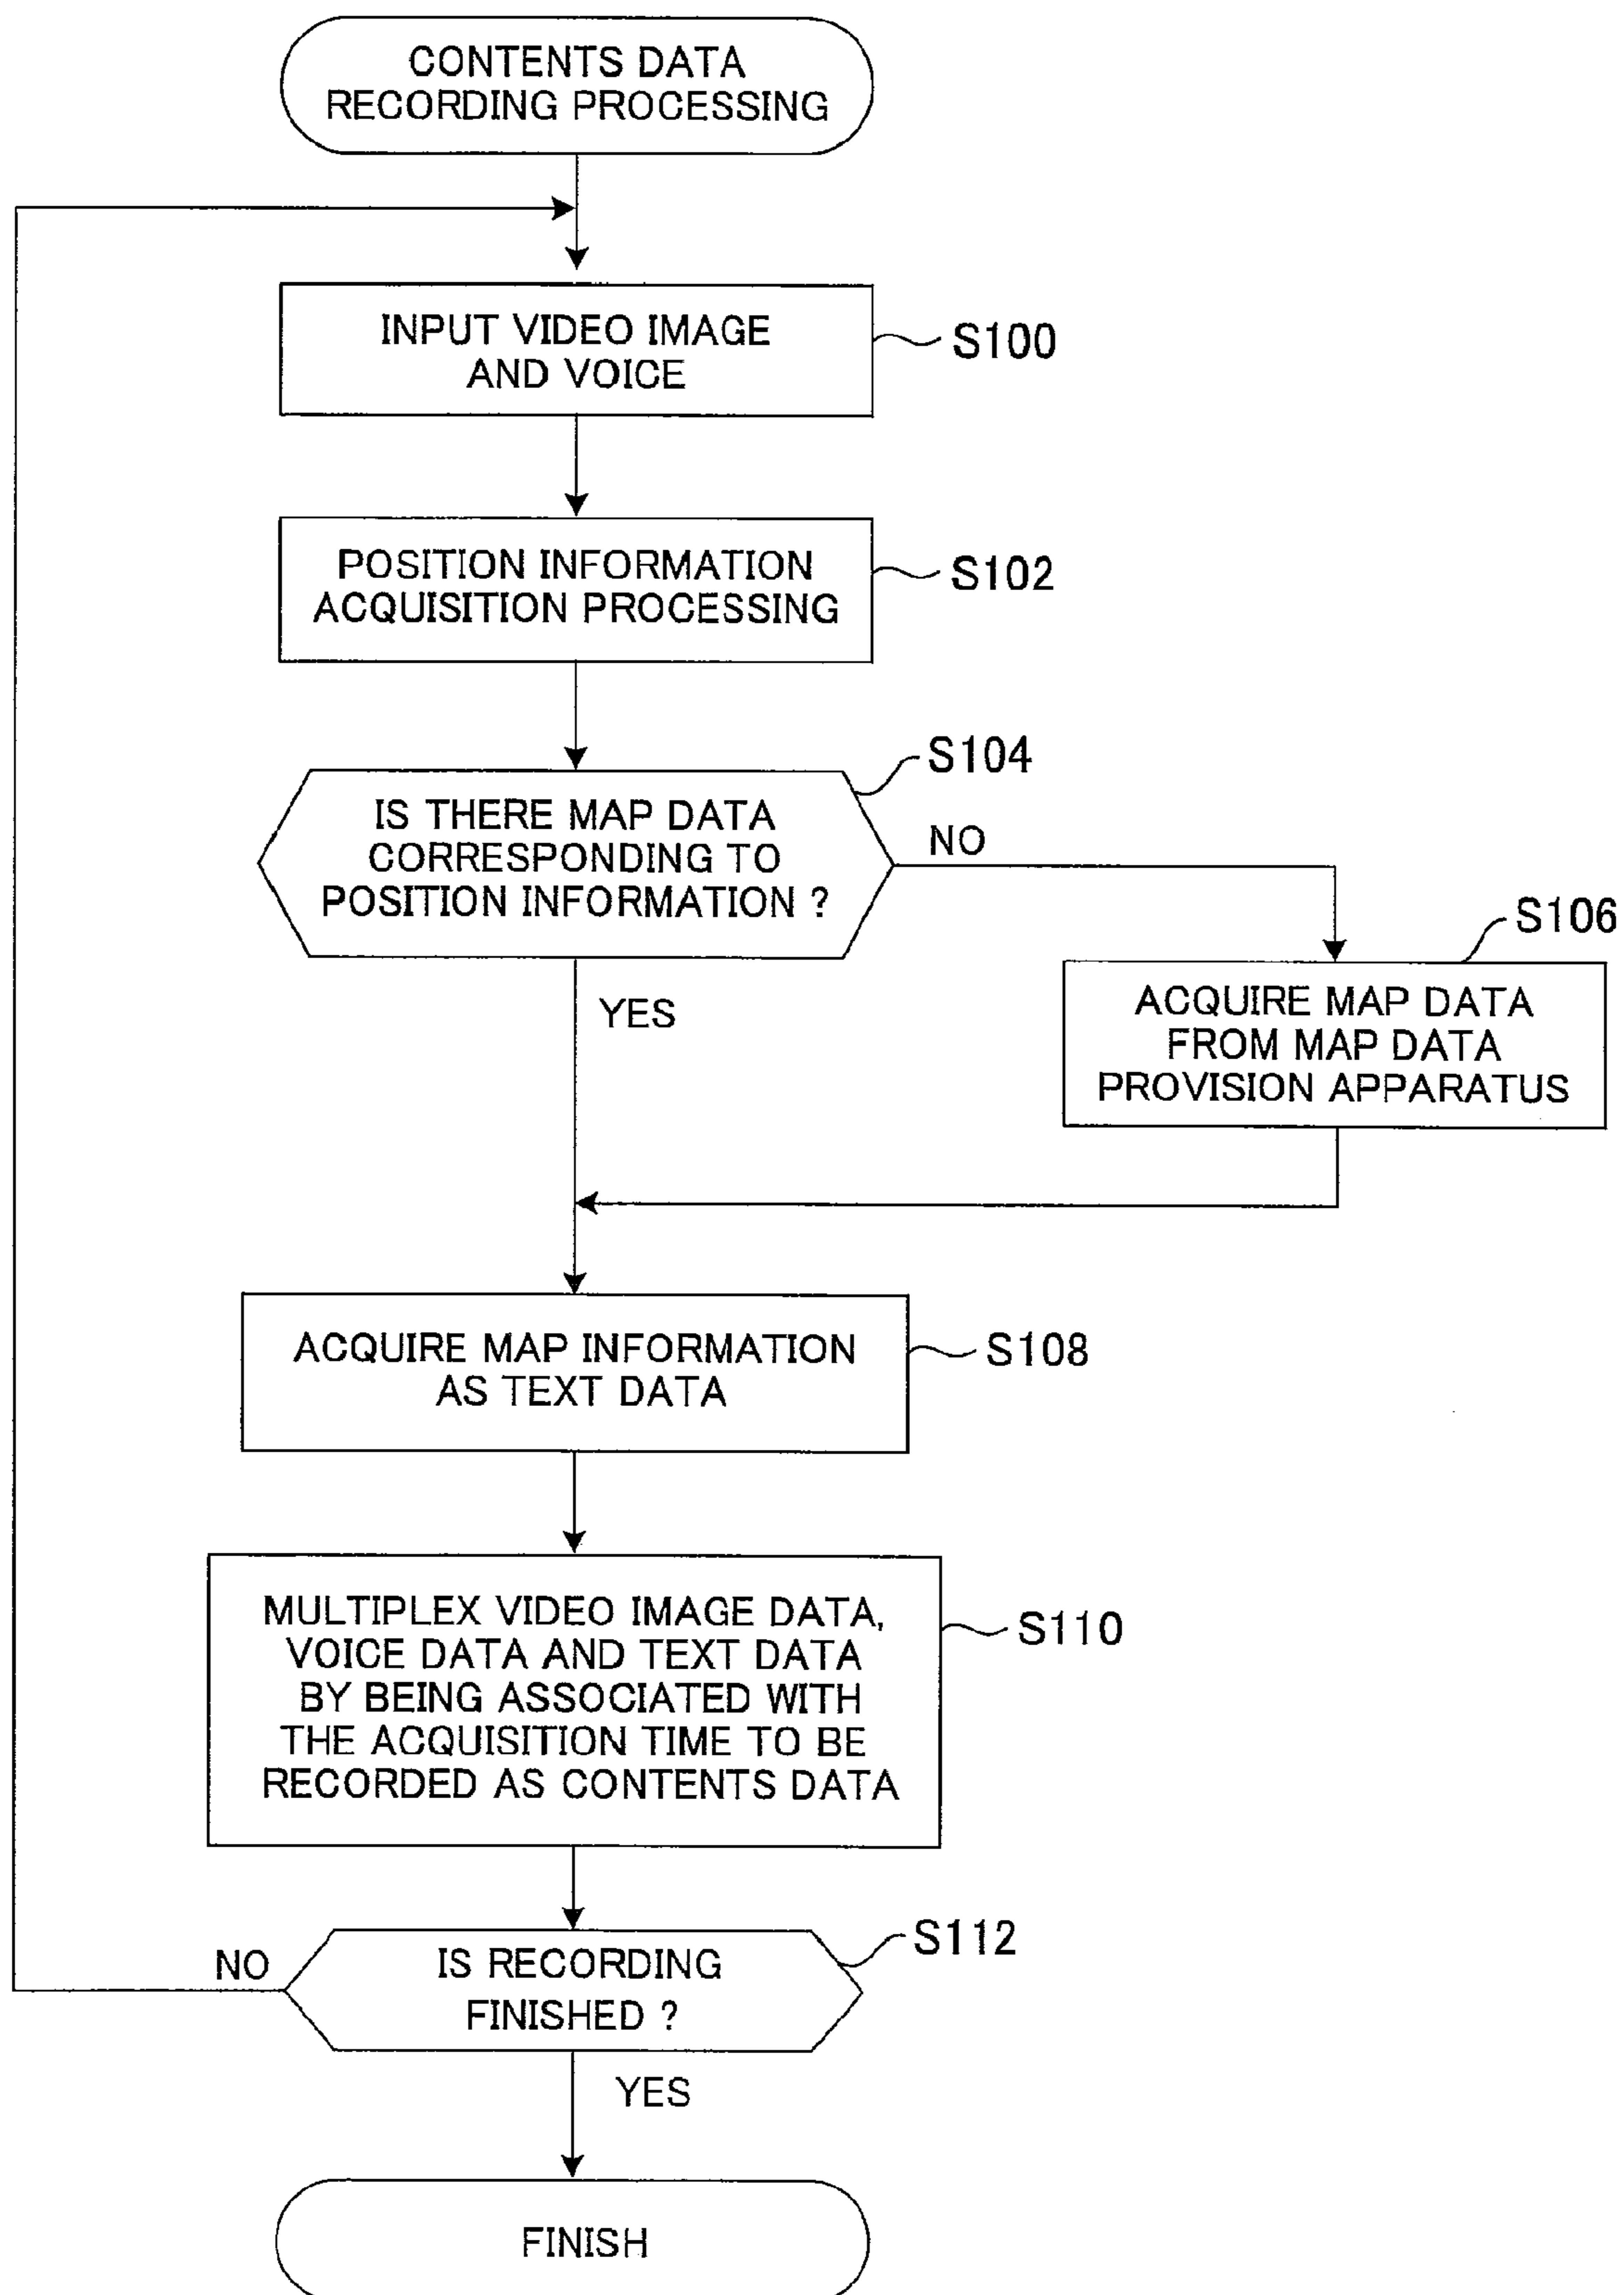 CONTENTS DATA
RECORDING PROCESSING
INPUT VIDEO IMAGE
AND VOICE
S100
POSITION INFORMATION
ACQUISITION PROCESSING
S102
S104
IS THERE MAP DATA
CORRESPONDING TO
POSITION INFORMATION ?
NO
YES
S106
ACQUIRE MAP DATA
FROM MAP DATA
PROVISION APPARATUS
ACQUIRE MAP INFORMATION
AS TEXT DATA
S108
MULTIPLEX VIDEO IMAGE DATA,
VOICE DATA AND TEXT DATA
BY BEING ASSOCIATED WITH
THE ACQUISITION TIME TO BE
RECORDED AS CONTENTS DATA
S110
S112
NO
IS RECORDING
FINISHED ?
YES
FINISH